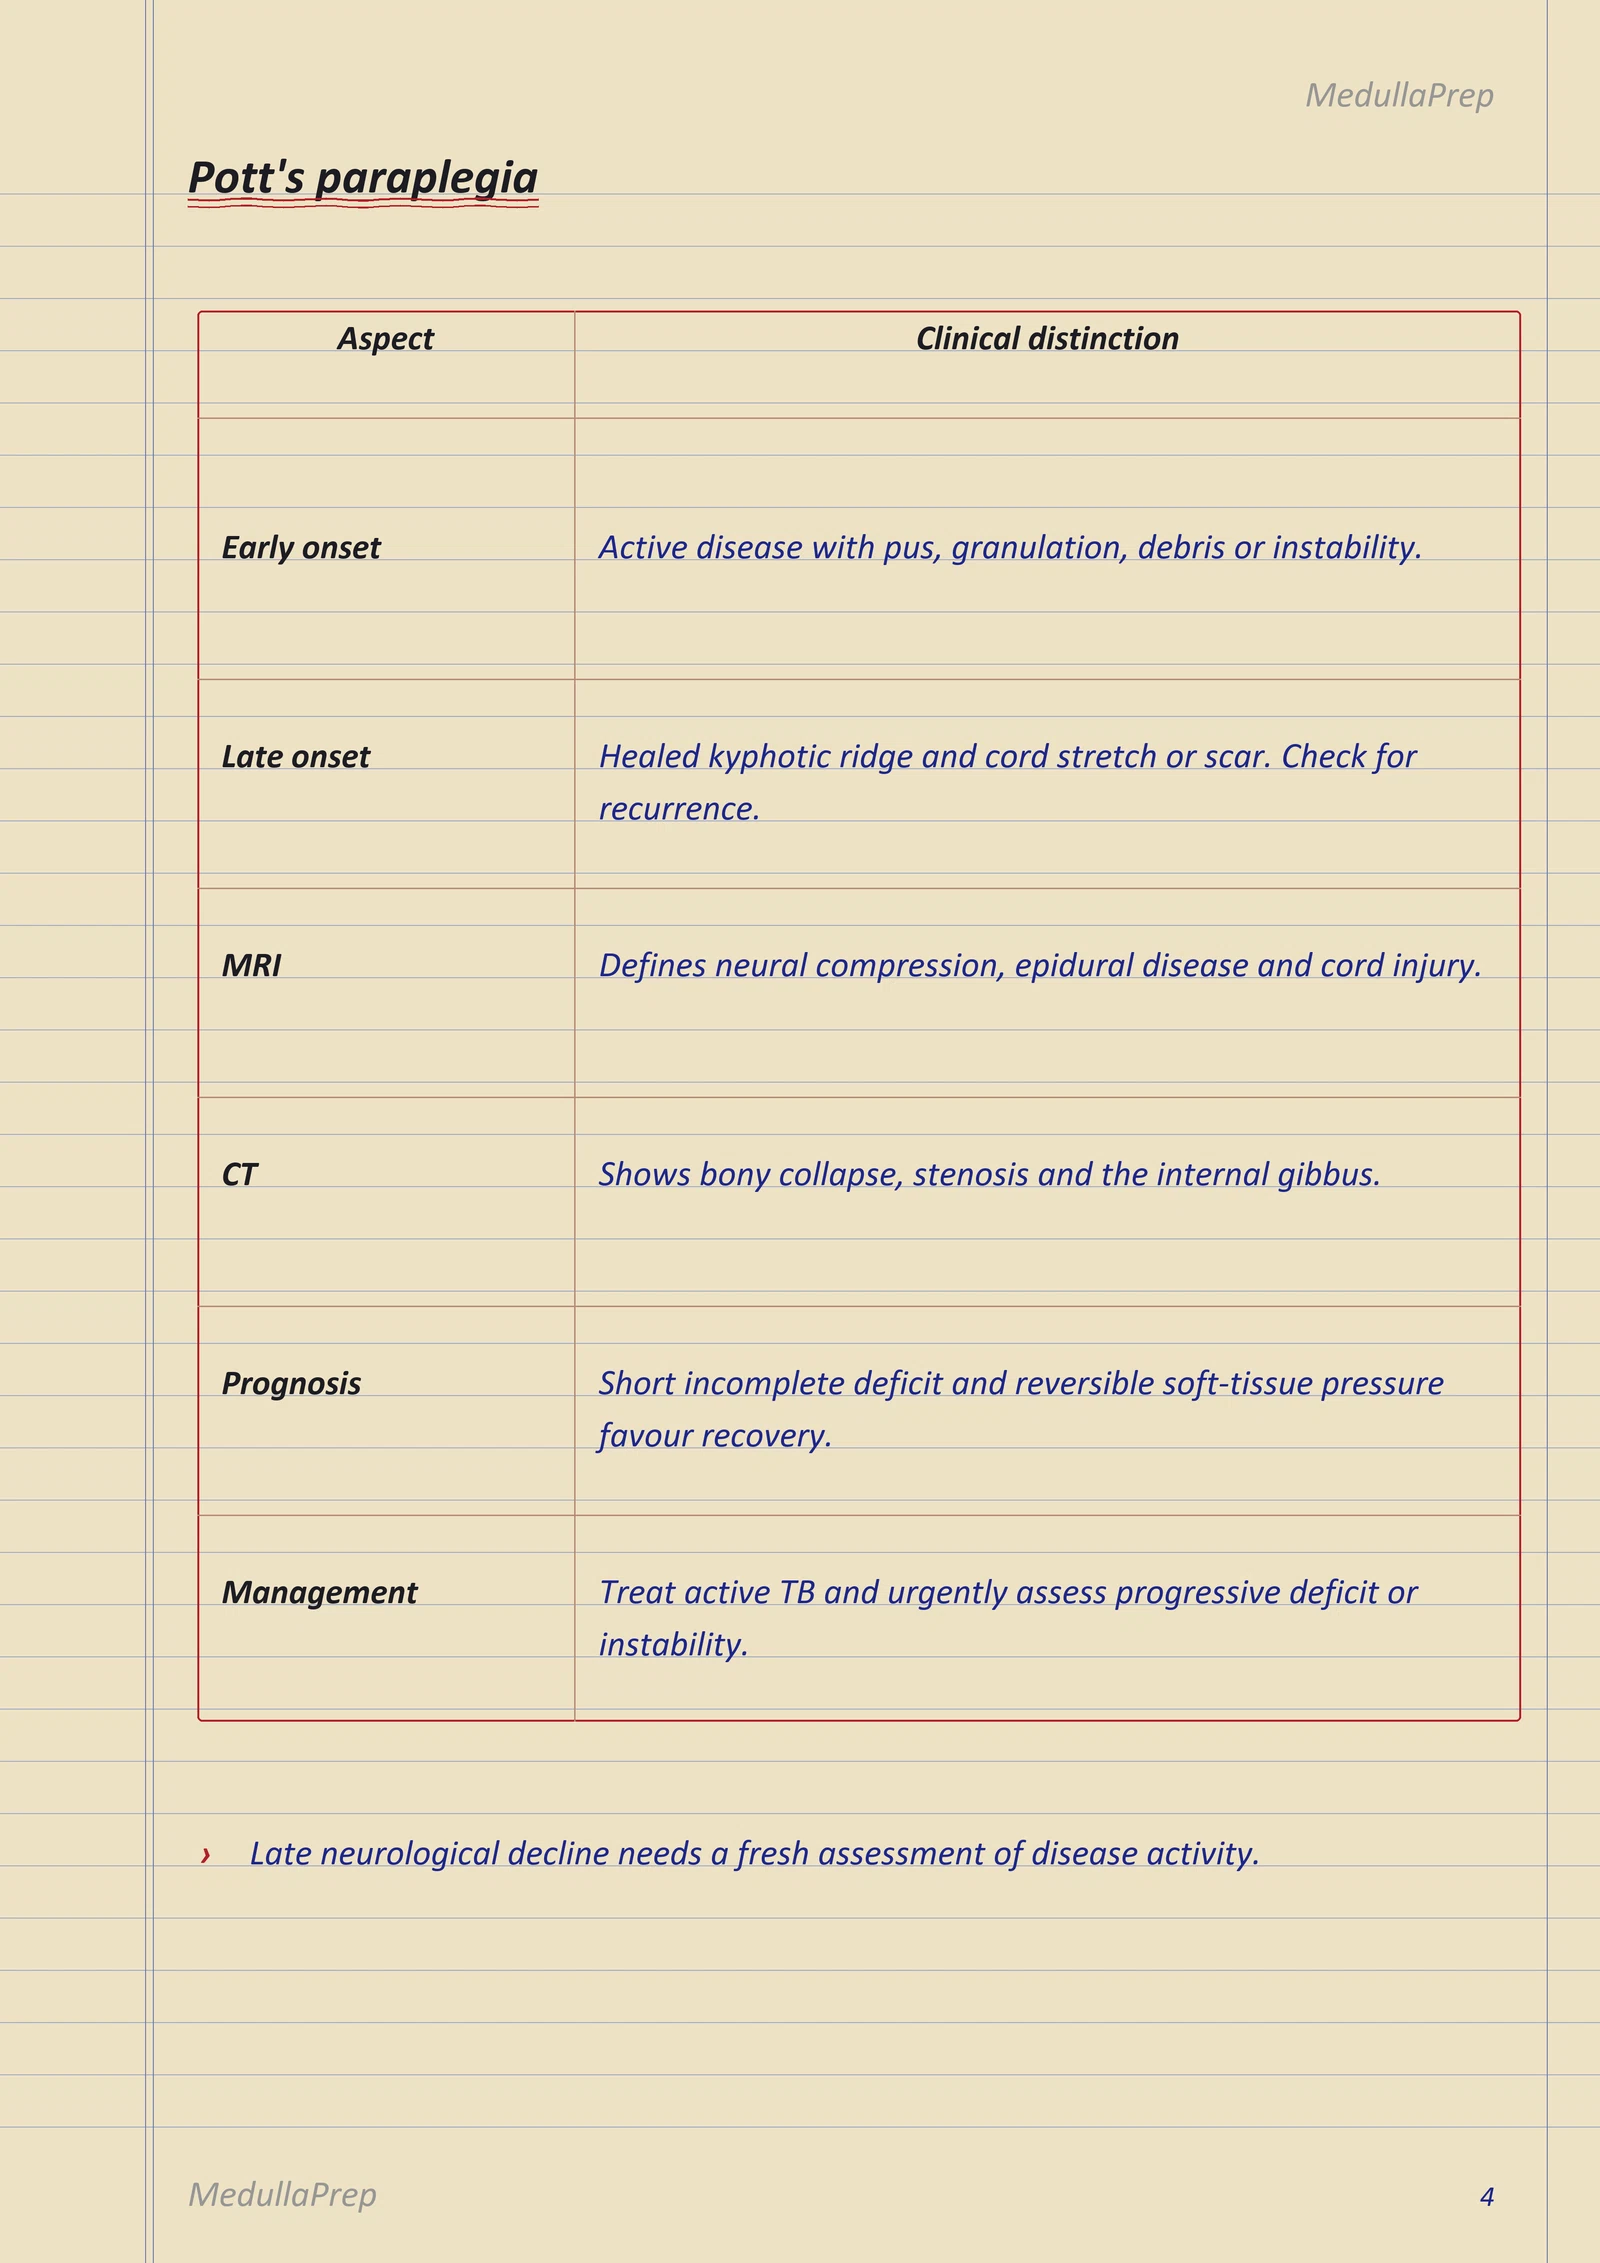 MedullaPrep
Pott's paraplegia
Aspect Clinical distinction
Early onset Active disease with pus, granulation, debris or instability.
Late onset Healed kyphotic ridge and cord stretch or scar. Check for
recurrence.
MRI Defines neural compression, epidural disease and cord injury.
CT Shows bony collapse, stenosis and the internal gibbus.
Prognosis Short incomplete deficit and reversible soft-tissue pressure
favour recovery.
Management Treat active TB and urgently assess progressive deficit or
instability.
› Late neurological decline needs a fresh assessment of disease activity.
MedullaPrep 4